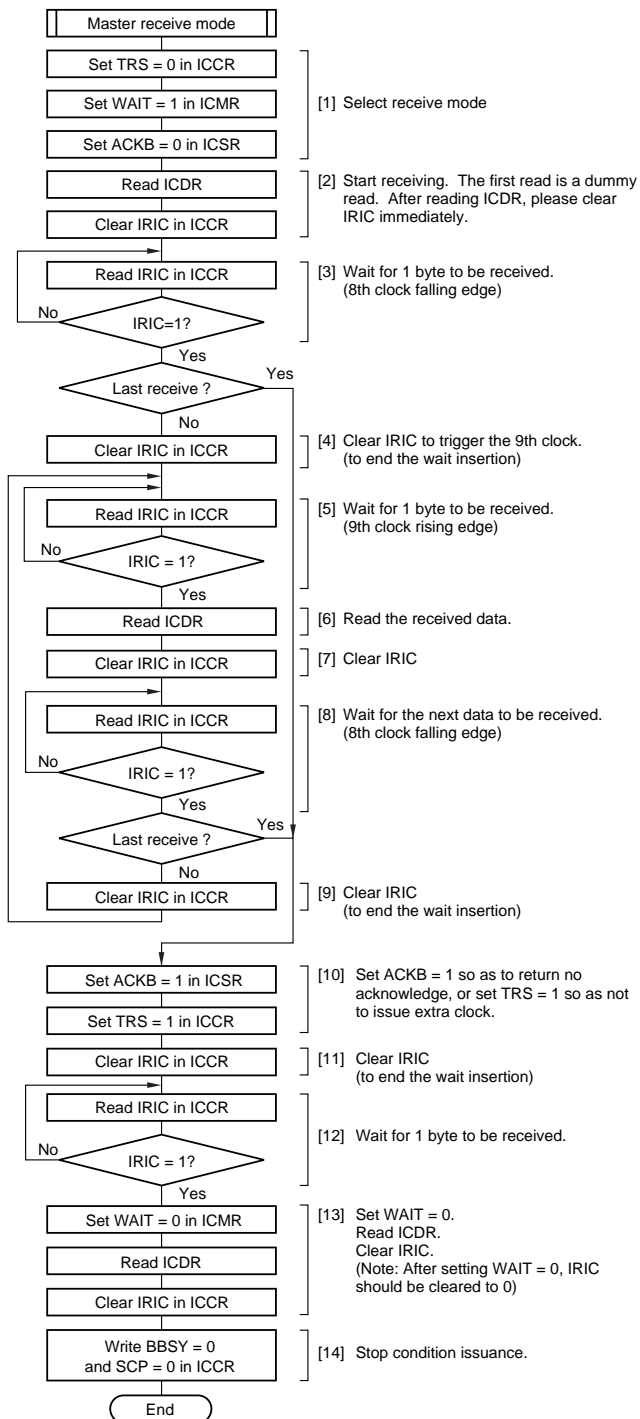 Master receive mode
Set TRS = 0 in ICCR
Set WAIT = 1 in ICMR
[1] Select receive mode
Set ACKB = 0 in ICSR
Read ICDR
[2] Start receiving. The first read is a dummy
read. After reading ICDR, please clear
IRIC immediately.
Clear IRIC in ICCR
Read IRIC in ICCR
[3] Wait for 1 byte to be received.
(8th clock falling edge)
No
IRIC=1?
Yes
Last receive ?
Yes
No
Clear IRIC in ICCR
[4] Clear IRIC to trigger the 9th clock.
(to end the wait insertion)
Read IRIC in ICCR
[5] Wait for 1 byte to be received.
(9th clock rising edge)
No
IRIC = 1?
Yes
Read ICDR
[6] Read the received data.
Clear IRIC in ICCR
[7] Clear IRIC
Read IRIC in ICCR
[8] Wait for the next data to be received.
(8th clock falling edge)
No
IRIC = 1?
Yes
Last receive ?
Yes
No
Clear IRIC in ICCR
[9] Clear IRIC
(to end the wait insertion)
Set ACKB = 1 in ICSR
[10] Set ACKB = 1 so as to return no
acknowledge, or set TRS = 1 so as not
to issue extra clock.
Set TRS = 1 in ICCR
Clear IRIC in ICCR
[11] Clear IRIC
(to end the wait insertion)
Read IRIC in ICCR
[12] Wait for 1 byte to be received.
No
IRIC = 1?
Yes
Set WAIT = 0 in ICMR
[13] Set WAIT = 0.
Read ICDR.
Clear IRIC.
(Note: After setting WAIT = 0, IRIC
should be cleared to 0)
Read ICDR
Clear IRIC in ICCR
Write BBSY = 0
and SCP = 0 in ICCR
[14] Stop condition issuance.
End